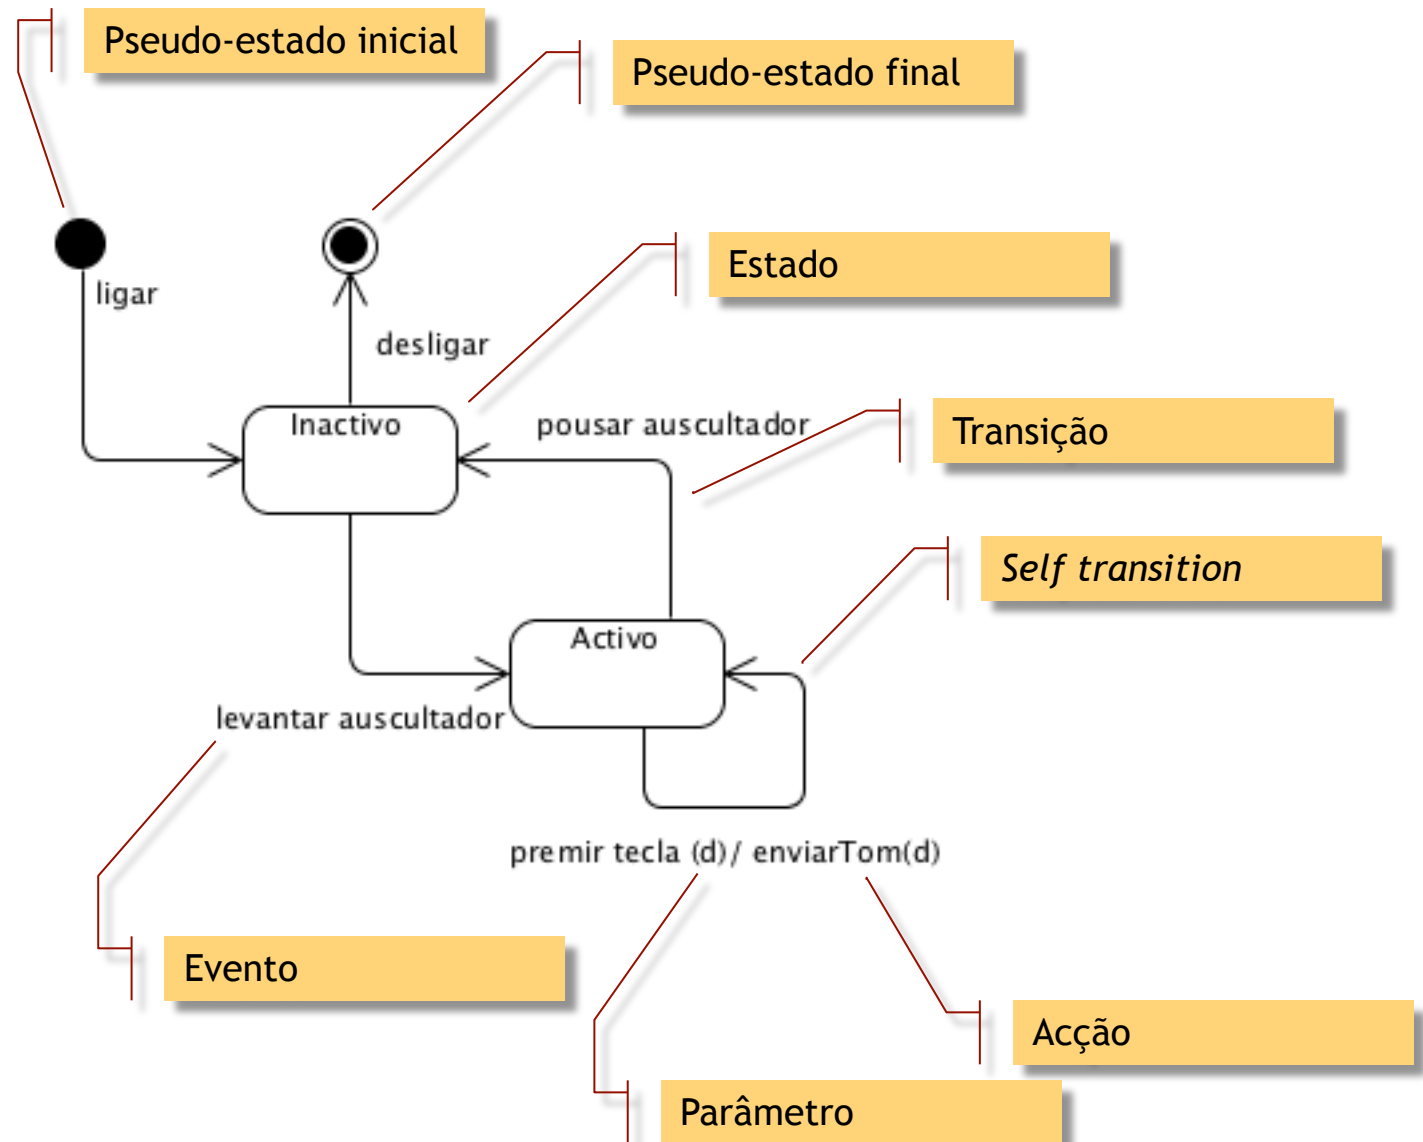 Pseudo-estado inicial
Pseudo-estado final
Estado
ligar
desligar
Inactivo
pousar auscultador
Transição
Self transition
Activo
levantar auscultador
premir tecla (d)/ enviarTom(d)
Evento
Acção
Parâmetro